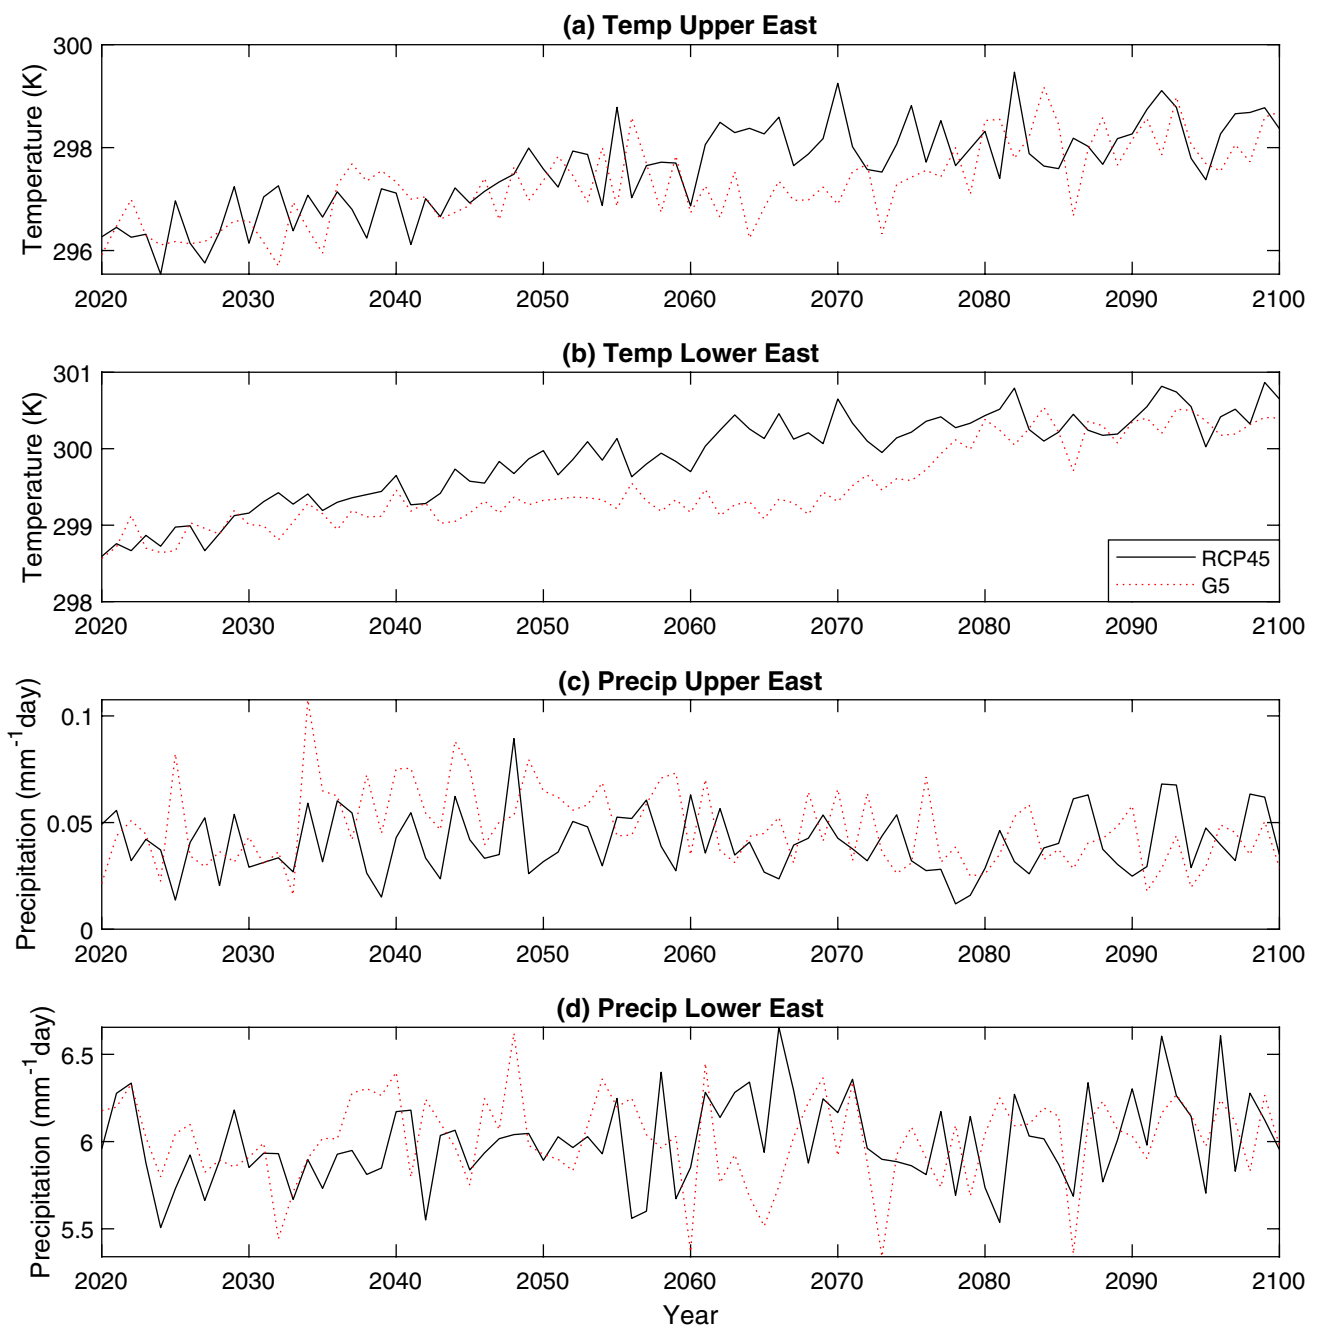 (a) Temp Upper East
Temperature (K)
300
298
296
2020 2030 2040 2050 2060 2070 2080 2090 2100
(b) Temp Lower East
Temperature (K)
301
300
299
298
RCP45
G5
2020 2030 2040 2050 2060 2070 2080 2090 2100
(c) Precip Upper East
Precipitation (mm⁻¹day)
0.1
0.05
0
2020 2030 2040 2050 2060 2070 2080 2090 2100
(d) Precip Lower East
Precipitation (mm⁻¹day)
6.5
6
5.5
2020 2030 2040 2050 2060 2070 2080 2090 2100
Year